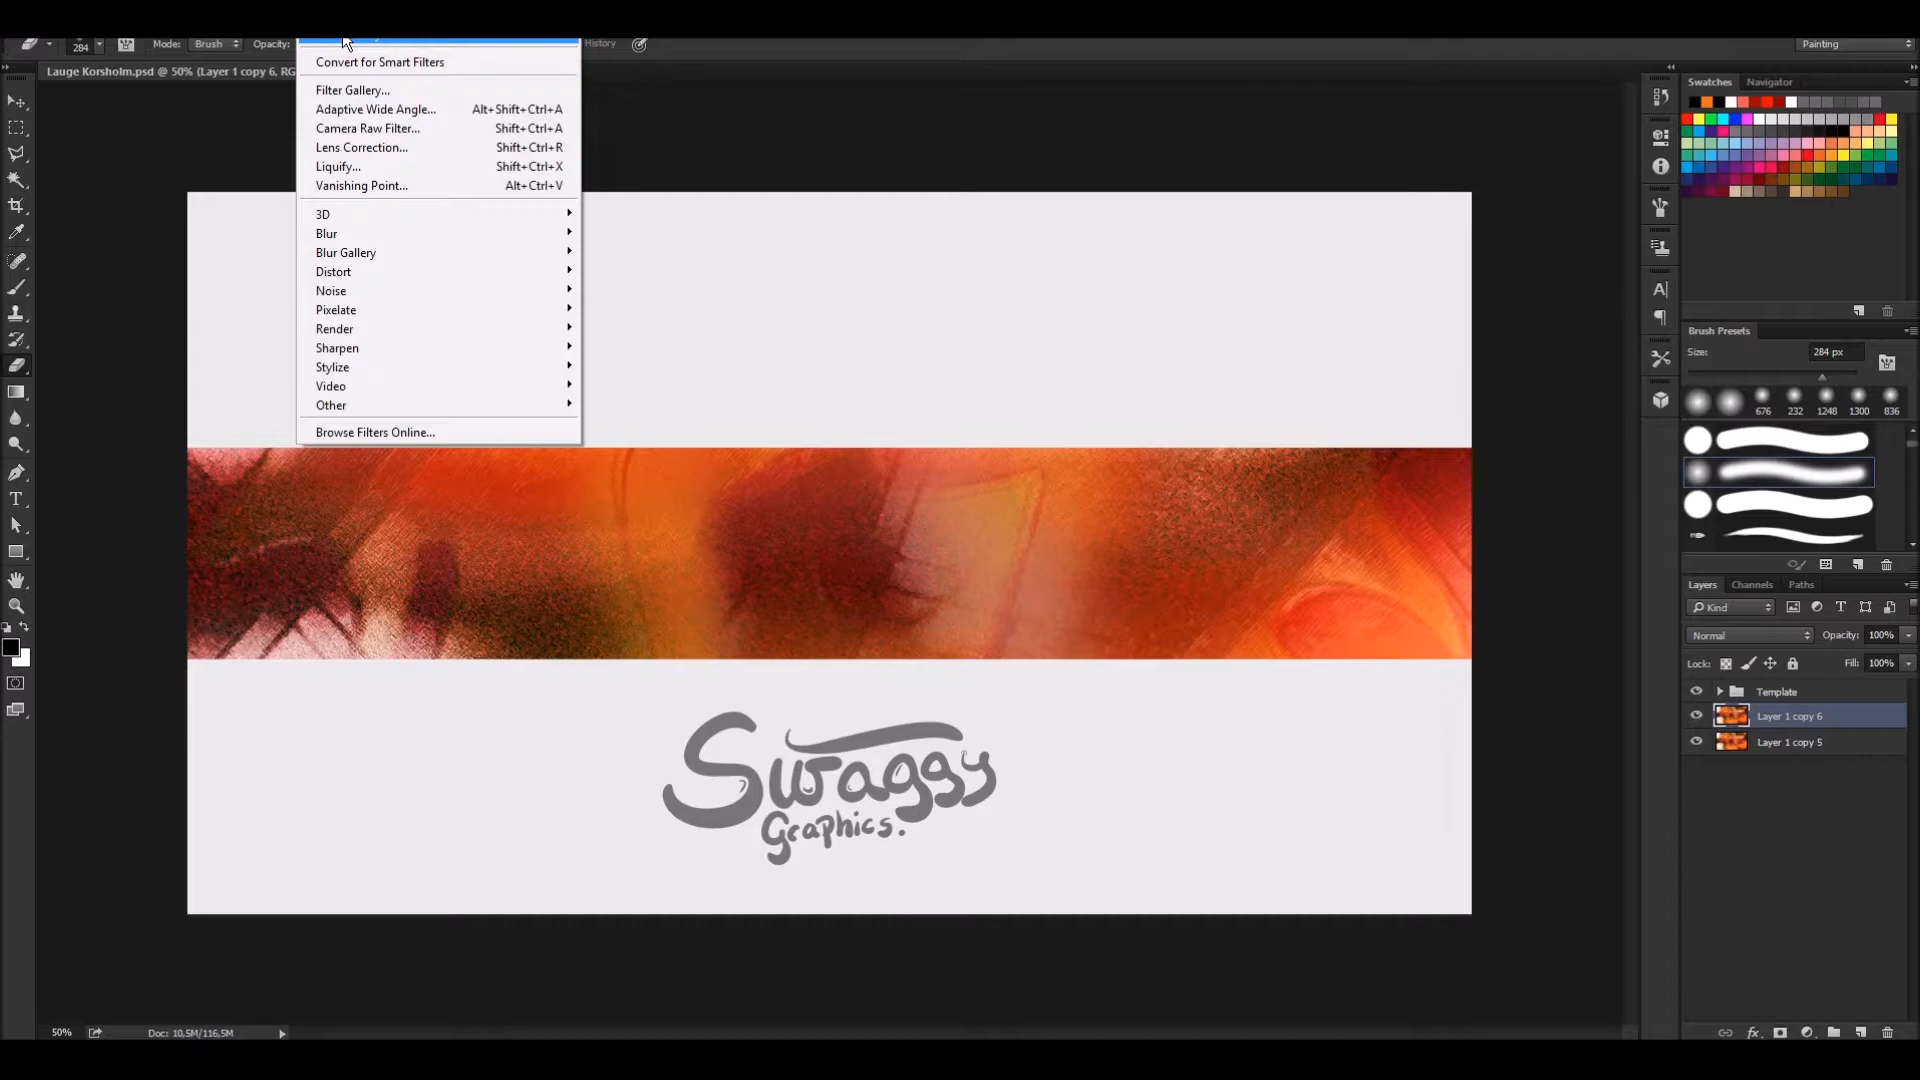 284 Mode: Brush Opacity: History Painting
Lauge Korsholm.psd @ 50% (Layer 1 copy 6, RG
Convert for Smart Filters
Filter Gallery...
Adaptive Wide Angle... Alt+Shift+Ctrl+A
Camera Raw Filter... Shift+Ctrl+A
Lens Correction... Shift+Ctrl+R
Liquify... Shift+Ctrl+X
Vanishing Point... Alt+Ctrl+V
3D
Blur
Blur Gallery
Distort
Noise
Pixelate
Render
Sharpen
Stylize
Video
Other
Browse Filters Online...
Swaggy
Graphics.
50% Doc: 10,5M/116,5M
Swatches Navigator
Brush Presets
Size: 284 px
676 232 1248 1300 836
Layers Channels Paths
Kind
Normal Opacity: 100%
Lock: Fill: 100%
Template
Layer 1 copy 6
Layer 1 copy 5